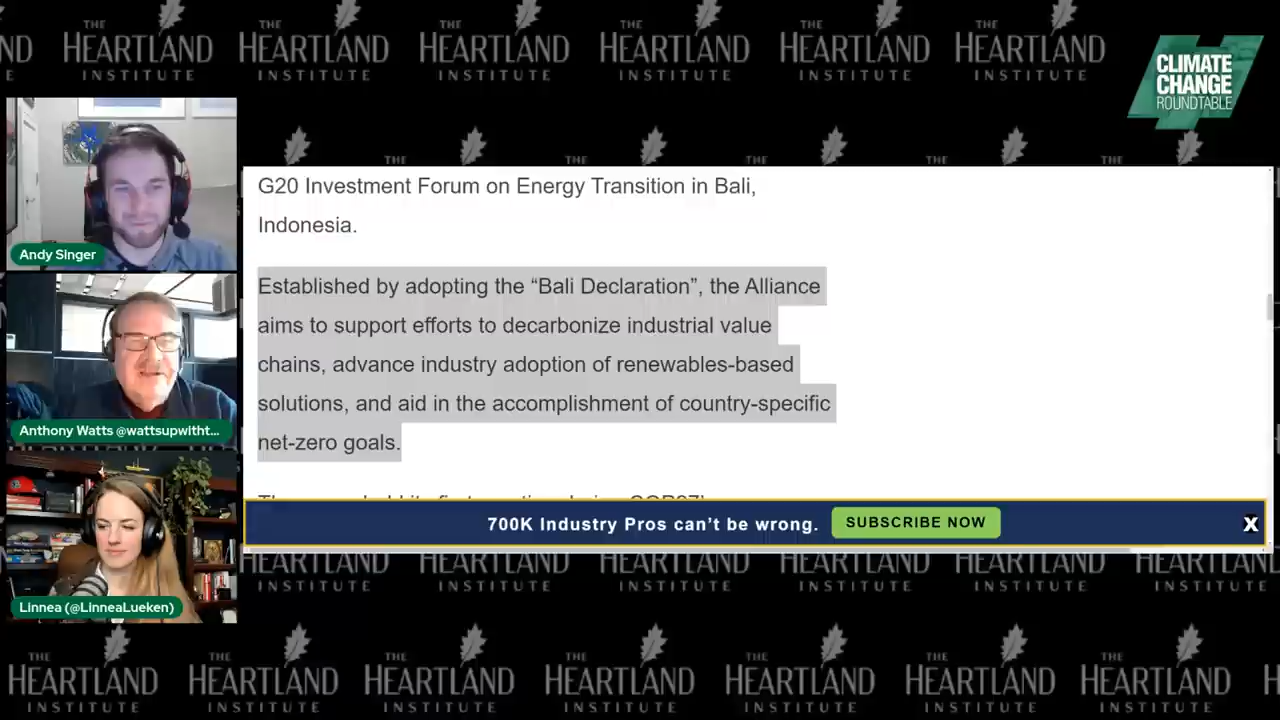 THE HEARTLAND INSTITUTE
CLIMATE
CHANGE
ROUNDTABLE
Andy Singer
Anthony Watts @wattsupwitht...
Linnea (@LinneaLueken)
G20 Investment Forum on Energy Transition in Bali,
Indonesia.
Established by adopting the “Bali Declaration”, the Alliance
aims to support efforts to decarbonize industrial value
chains, advance industry adoption of renewables-based
solutions, and aid in the accomplishment of country-specific
net-zero goals.
700K Industry Pros can’t be wrong.
SUBSCRIBE NOW
X